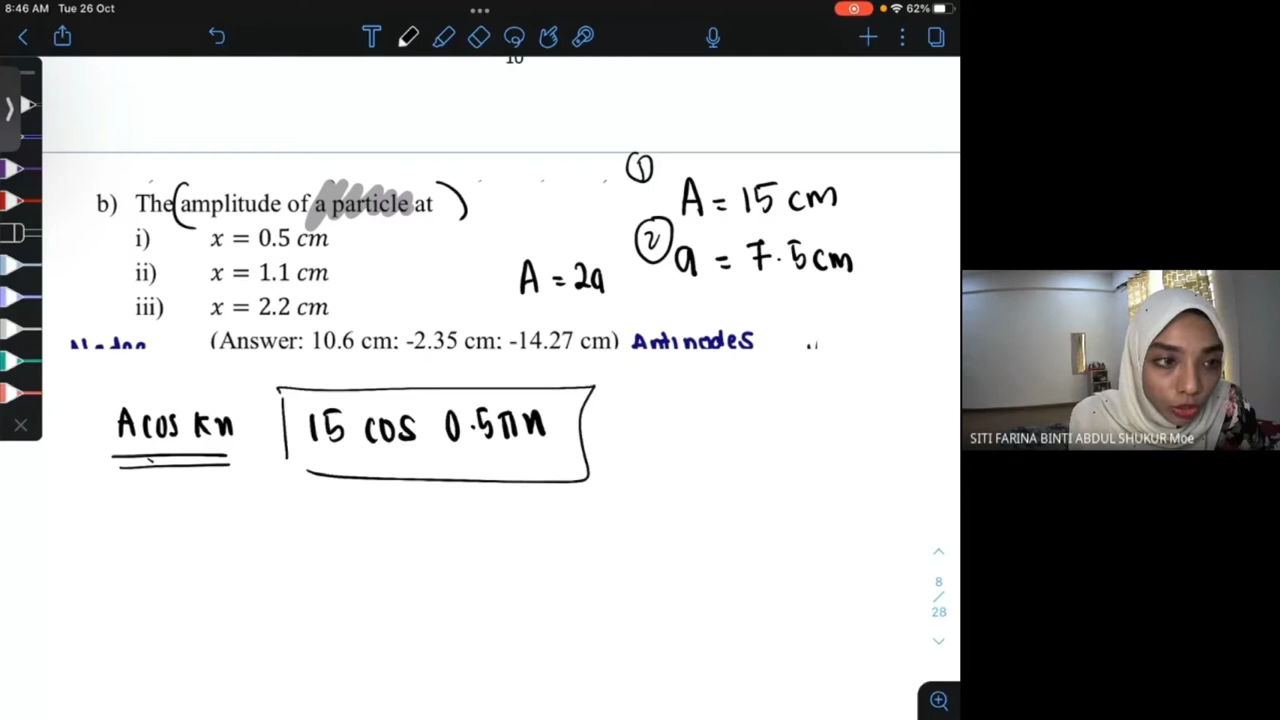 8:46 AM Tue 26 Oct
62%
10
b) The amplitude of a particle at
i) x = 0.5 cm
ii) x = 1.1 cm
iii) x = 2.2 cm
(Answer: 10.6 cm: -2.35 cm: -14.27 cm) Antinodes
Nodes
① A = 15 cm
② a = 7.5 cm
A = 2a
A cos kx 15 cos 0.5πx
8
/
28
SITI FARINA BINTI ABDUL SHUKUR Moe